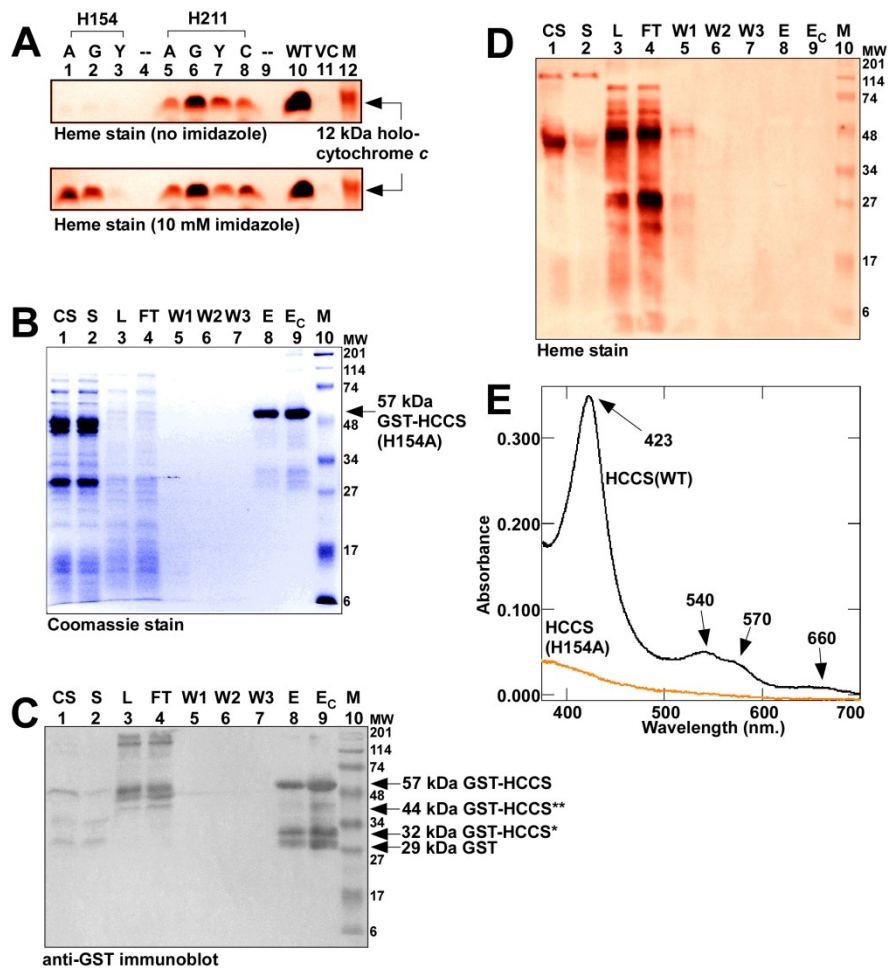 A
H154 H211
A G Y -- A G Y C -- WT VC M
1 2 3 4 5 6 7 8 9 10 11 12
Heme stain (no imidazole)
12 kDa holo-
cytochrome c
Heme stain (10 mM imidazole)
B
CS S L FT W1 W2 W3 E EC M
1 2 3 4 5 6 7 8 9 10 MW
201
114
74
48
34
27
17
6
57 kDa
GST-HCCS
(H154A)
Coomassie stain
C
CS S L FT W1 W2 W3 E EC M
1 2 3 4 5 6 7 8 9 10 MW
201
114
74
48
34
27
17
6
57 kDa GST-HCCS
44 kDa GST-HCCS**
32 kDa GST-HCCS*
29 kDa GST
anti-GST immunoblot
D
CS S L FT W1 W2 W3 E EC M
1 2 3 4 5 6 7 8 9 10 MW
201
114
74
48
34
27
17
6
Heme stain
E
0.300
0.200
0.100
0.000
Absorbance
423
HCCS(WT)
540
570
660
HCCS
(H154A)
400 500 600 700
Wavelength (nm.)